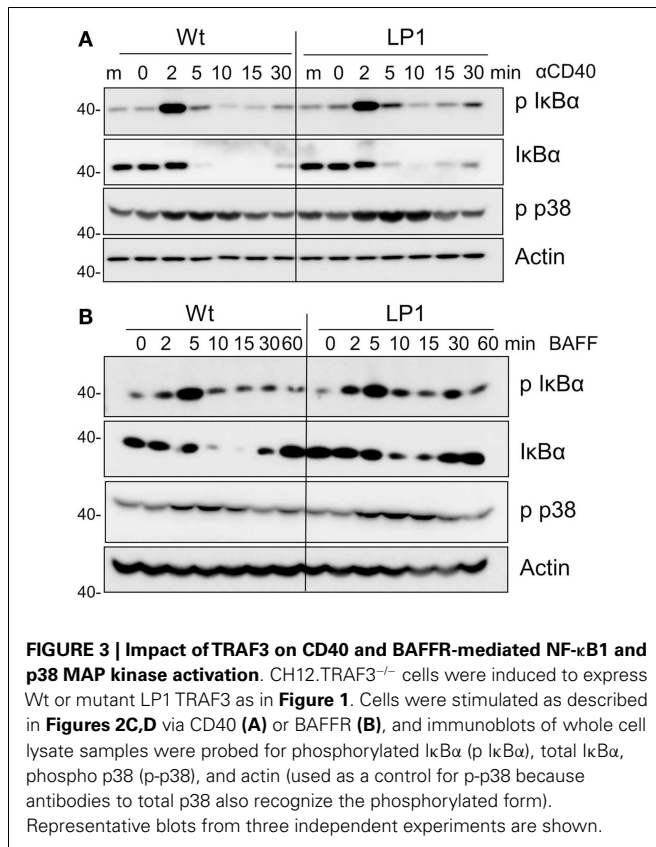 A
Wt LP1
m 0 2 5 10 15 30 m 0 2 5 10 15 30 min αCD40
40- p IκBα
40- IκBα
40- p p38
40- Actin
B
Wt LP1
0 2 5 10 15 30 60 0 2 5 10 15 30 60 min BAFF
40- p IκBα
40- IκBα
40- p p38
40- Actin
FIGURE 3 | Impact of TRAF3 on CD40 and BAFFR-mediated NF-κB1 and
p38 MAP kinase activation. CH12.TRAF3−/− cells were induced to express
Wt or mutant LP1 TRAF3 as in Figure 1. Cells were stimulated as described
in Figures 2C,D via CD40 (A) or BAFFR (B), and immunoblots of whole cell
lysate samples were probed for phosphorylated IκBα (p IκBα), total IκBα,
phospho p38 (p-p38), and actin (used as a control for p-p38 because
antibodies to total p38 also recognize the phosphorylated form).
Representative blots from three independent experiments are shown.